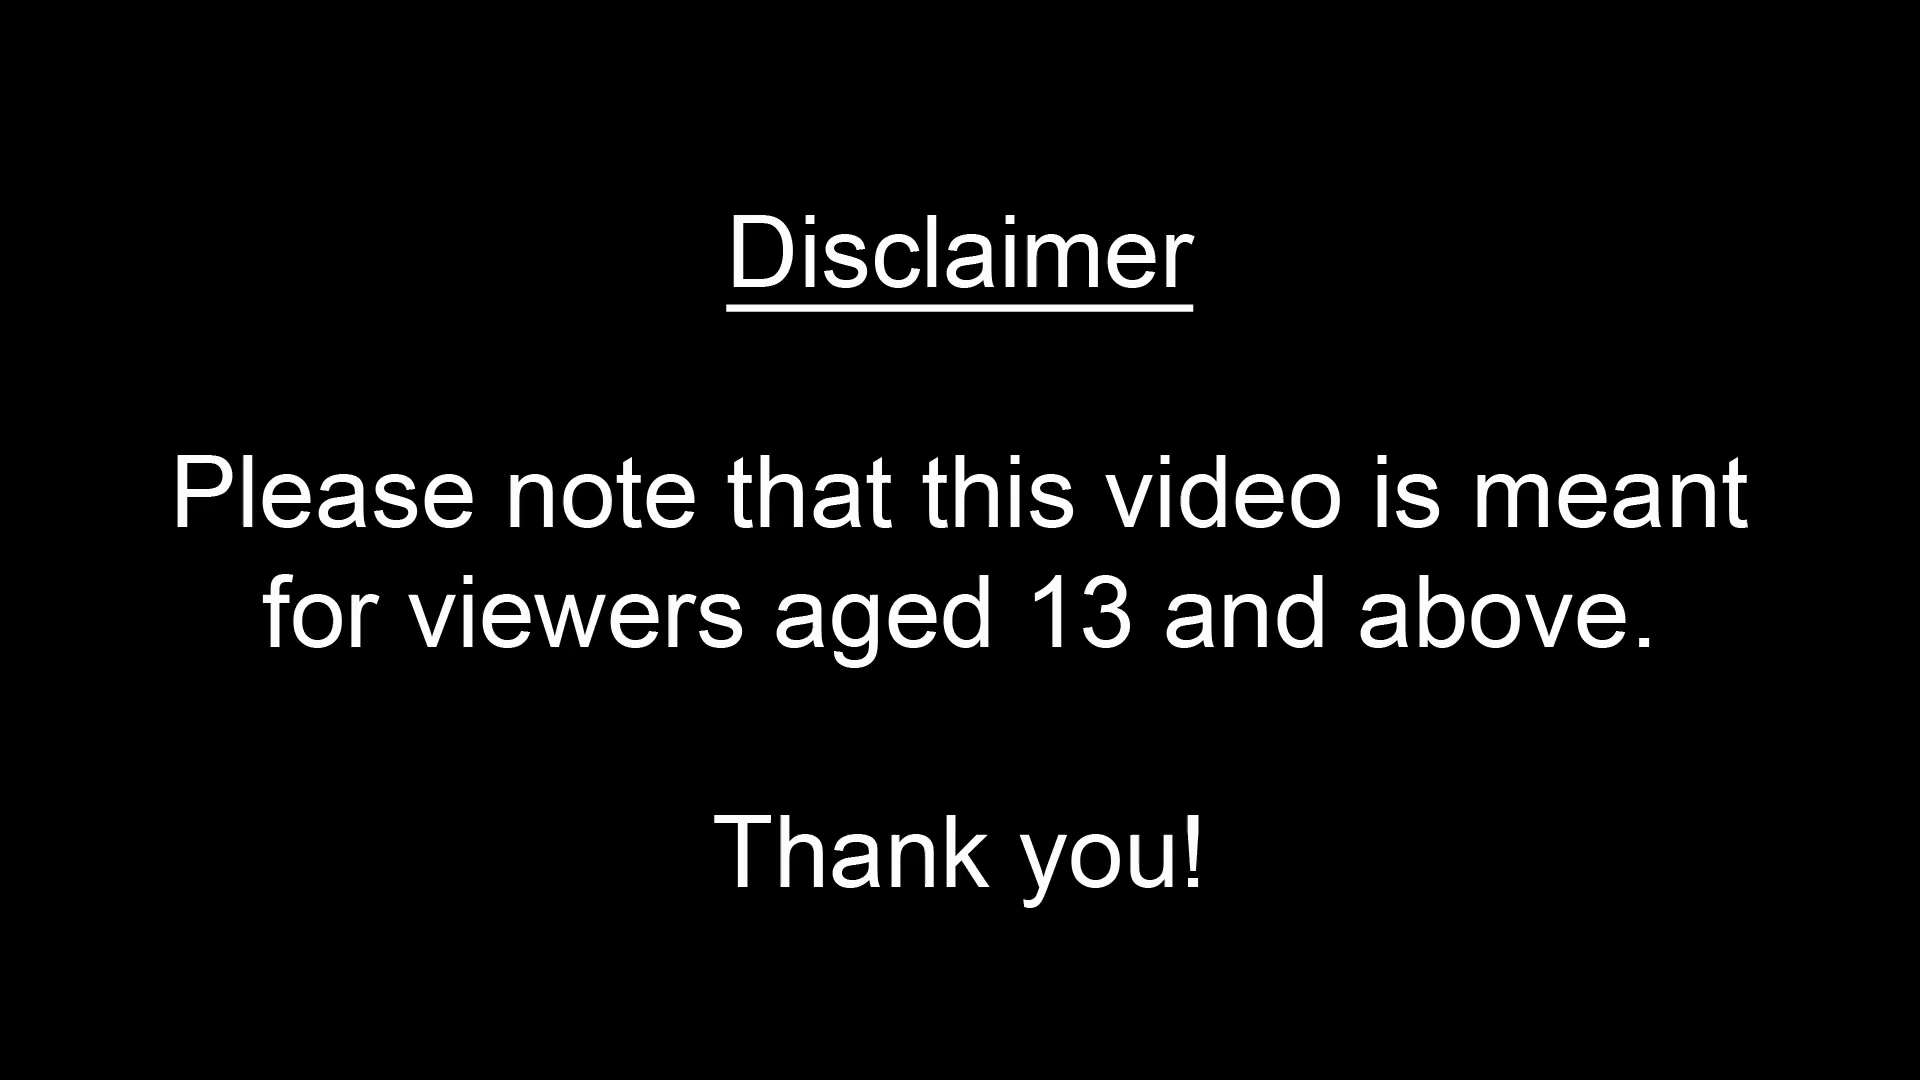 Disclaimer
Please note that this video is meant
for viewers aged 13 and above.
Thank you!